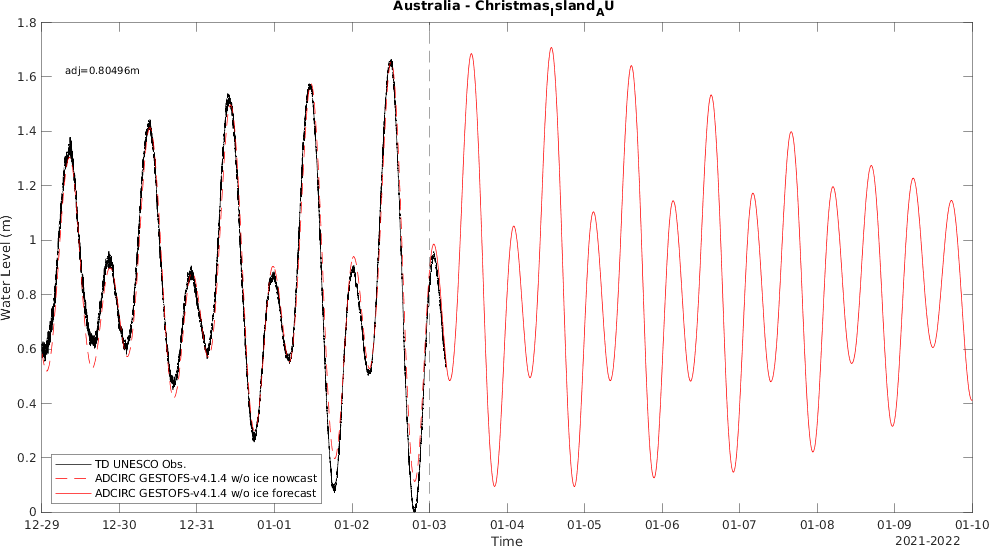 Australia - Christmas_Island_AU
adj=0.80496m
Water Level (m)
1.8
1.6
1.4
1.2
1
0.8
0.6
0.4
0.2
0
TD UNESCO Obs.
ADCIRC GESTOFS-v4.1.4 w/o ice nowcast
ADCIRC GESTOFS-v4.1.4 w/o ice forecast
12-29 12-30 12-31 01-01 01-02 01-03 01-04 01-05 01-06 01-07 01-08 01-09 01-10
Time
2021-2022